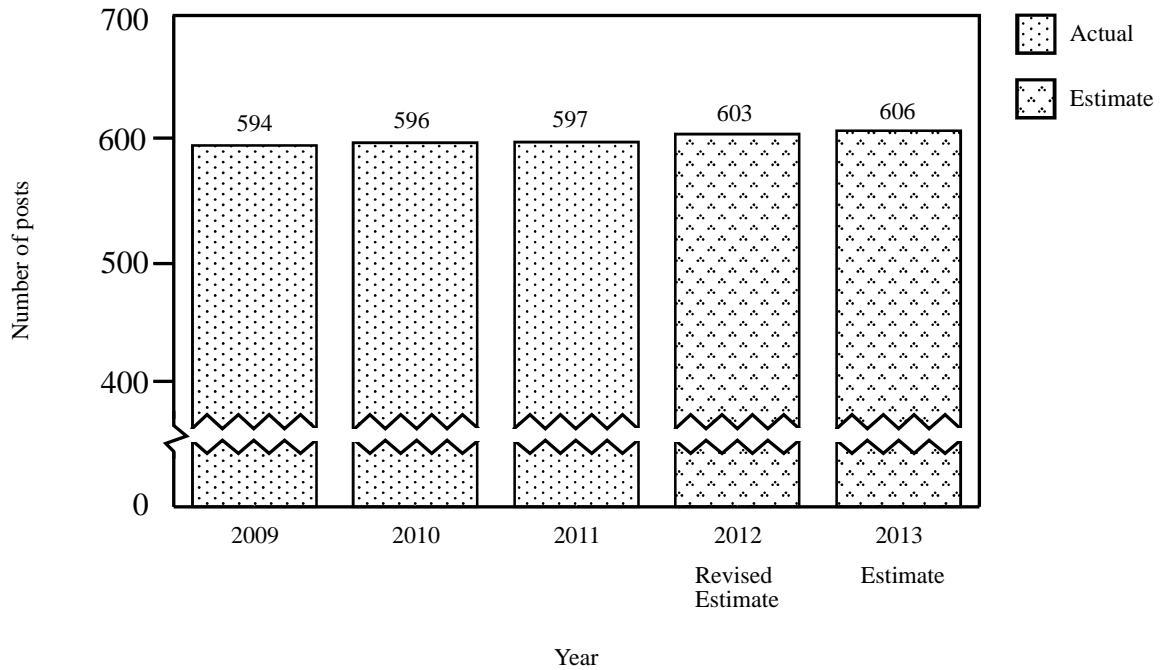 700
600
500
400
0
Number of posts
594
596
597
603
606
2009
2010
2011
2012
2013
Revised
Estimate
Estimate
Year
Actual
Estimate